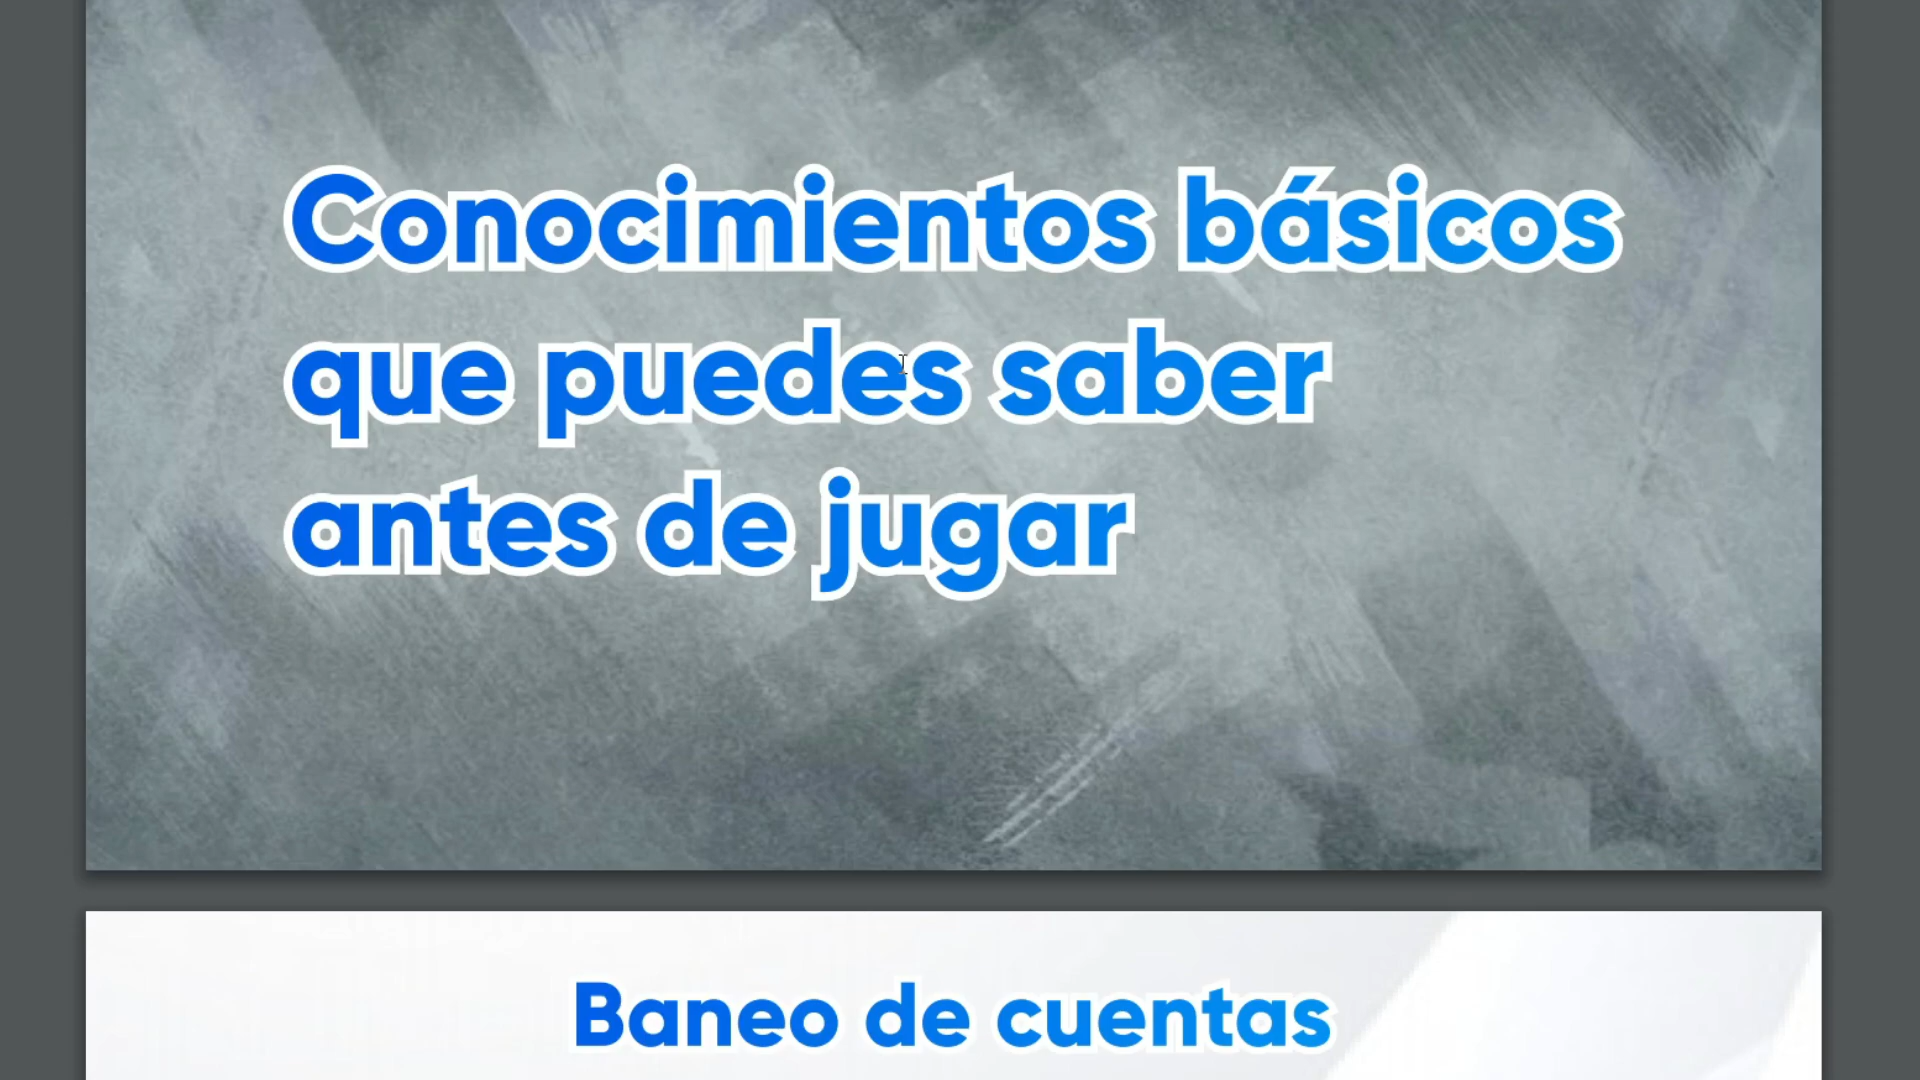 Conocimientos básicos
que puedes saber
antes de jugar
Baneo de cuentas